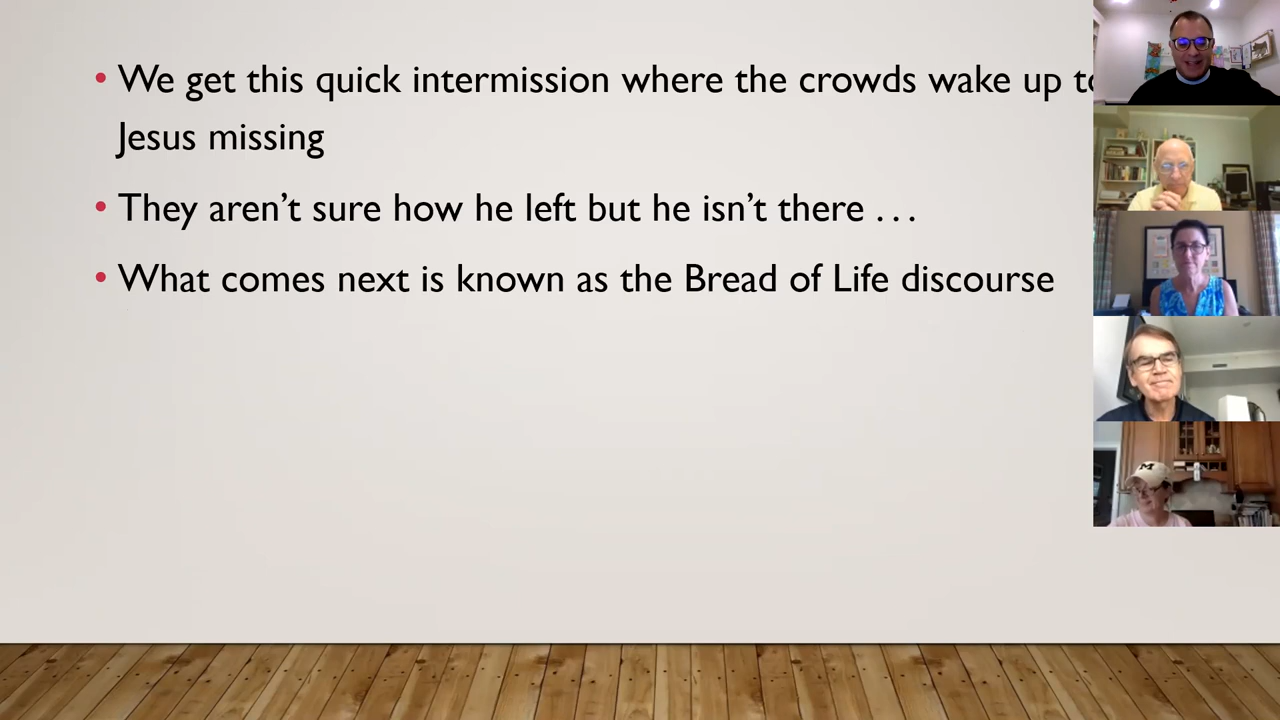 • We get this quick intermission where the crowds wake up to
Jesus missing
• They aren't sure how he left but he isn't there . . .
• What comes next is known as the Bread of Life discourse
M